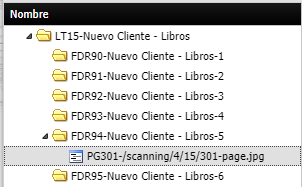 Nombre
LT15-Nuevo Cliente - Libros
FDR90-Nuevo Cliente - Libros-1
FDR91-Nuevo Cliente - Libros-2
FDR92-Nuevo Cliente - Libros-3
FDR93-Nuevo Cliente - Libros-4
FDR94-Nuevo Cliente - Libros-5
PG301-/scanning/4/15/301-page.jpg
FDR95-Nuevo Cliente - Libros-6